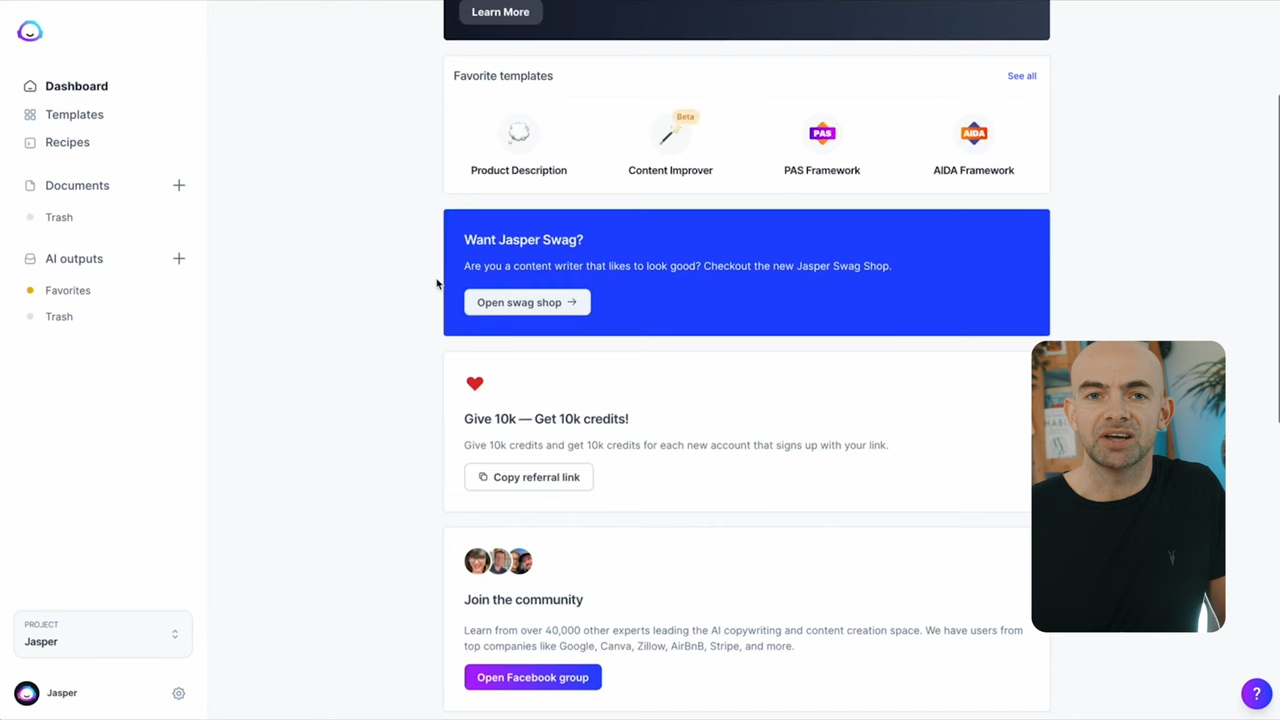 Dashboard
Templates
Recipes
Documents
Trash
AI outputs
Favorites
Trash
PROJECT
Jasper
Jasper
Learn More
Favorite templates
See all
Beta
PAS
AIDA
Product Description
Content Improver
PAS Framework
AIDA Framework
Want Jasper Swag?
Are you a content writer that likes to look good? Checkout the new Jasper Swag Shop.
Open swag shop →
Give 10k — Get 10k credits!
Give 10k credits and get 10k credits for each new account that signs up with your link.
Copy referral link
Join the community
Learn from over 40,000 other experts leading the AI copywriting and content creation space. We have users from
top companies like Google, Canva, Zillow, AirBnB, Stripe, and more.
Open Facebook group
?